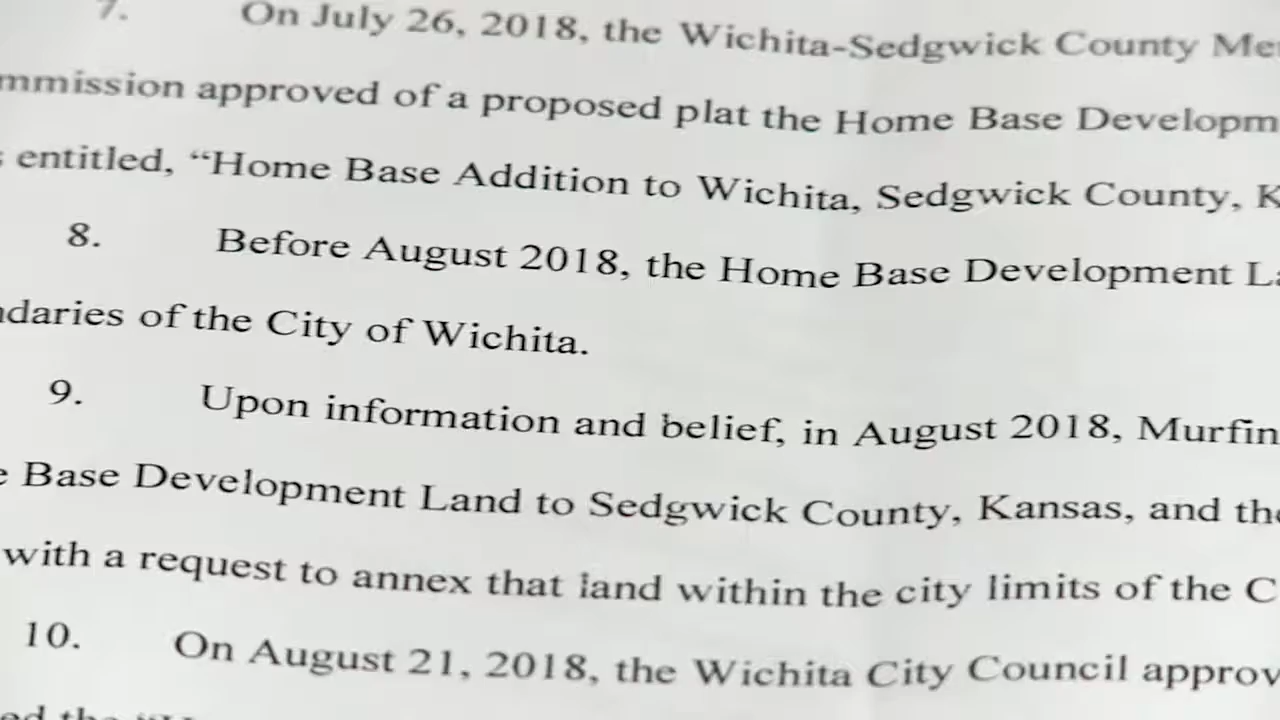 7. On July 26, 2018, the Wichita-Sedgwick County Me
mmission approved of a proposed plat the Home Base Developm
entitled, “Home Base Addition to Wichita, Sedgwick County, K
8. Before August 2018, the Home Base Development La
ndaries of the City of Wichita.
9. Upon information and belief, in August 2018, Murfin
e Base Development Land to Sedgwick County, Kansas, and the
with a request to annex that land within the city limits of the C
10. On August 21, 2018, the Wichita City Council approv
ed the